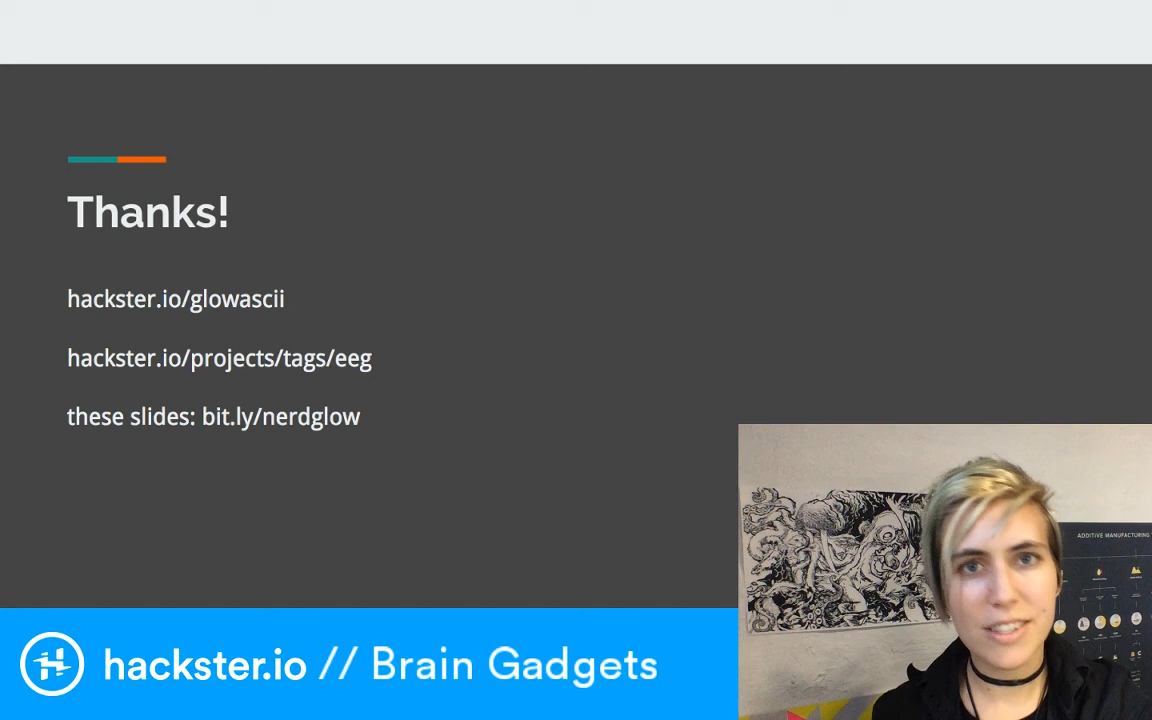 Thanks!
hackster.io/glowascii
hackster.io/projects/tags/eeg
these slides: bit.ly/nerdglow
ADDITIVE MANUFACTURING
hackster.io // Brain Gadgets